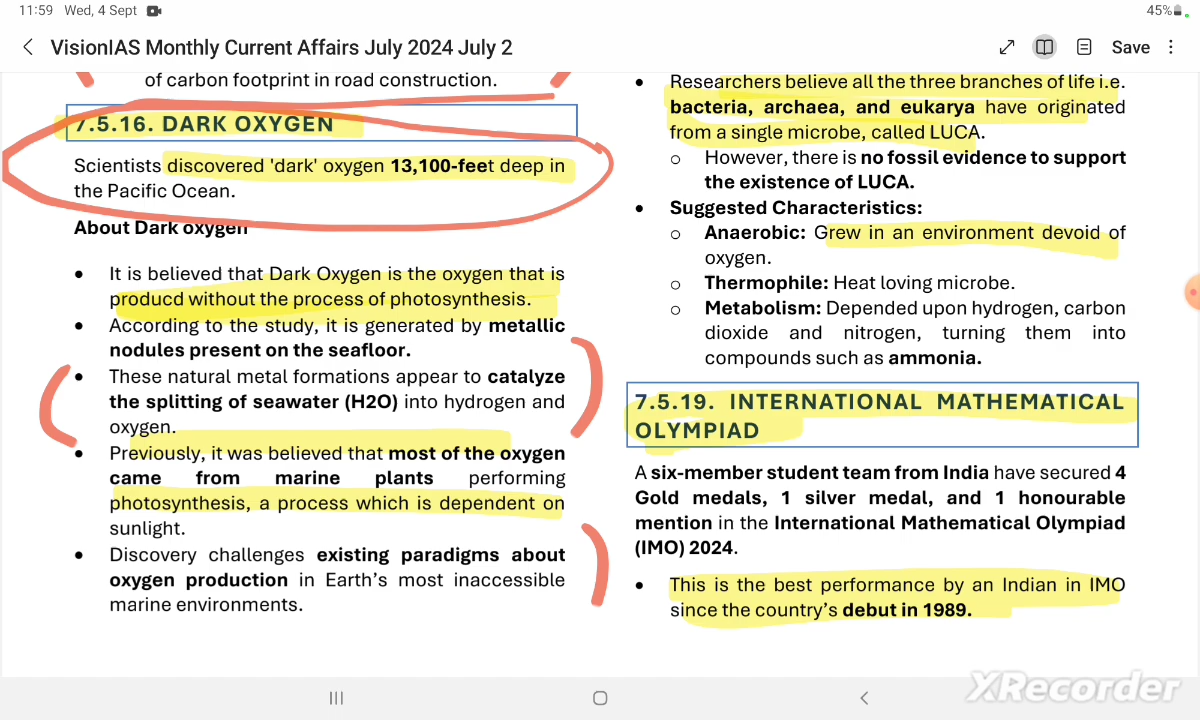 11:59 Wed, 4 Sept
45%
VisionIAS Monthly Current Affairs July 2024 July 2
Save
of carbon footprint in road construction.
7.5.16. DARK OXYGEN
Scientists discovered 'dark' oxygen 13,100-feet deep in
the Pacific Ocean.
About Dark oxygen
• It is believed that Dark Oxygen is the oxygen that is
producd without the process of photosynthesis.
• According to the study, it is generated by metallic
nodules present on the seafloor.
• These natural metal formations appear to catalyze
the splitting of seawater (H2O) into hydrogen and
oxygen.
• Previously, it was believed that most of the oxygen
came from marine plants performing
photosynthesis, a process which is dependent on
sunlight.
• Discovery challenges existing paradigms about
oxygen production in Earth's most inaccessible
marine environments.
• Researchers believe all the three branches of life i.e.
bacteria, archaea, and eukarya have originated
from a single microbe, called LUCA.
o However, there is no fossil evidence to support
the existence of LUCA.
• Suggested Characteristics:
o Anaerobic: Grew in an environment devoid of
oxygen.
o Thermophile: Heat loving microbe.
o Metabolism: Depended upon hydrogen, carbon
dioxide and nitrogen, turning them into
compounds such as ammonia.
7.5.19. INTERNATIONAL MATHEMATICAL
OLYMPIAD
A six-member student team from India have secured 4
Gold medals, 1 silver medal, and 1 honourable
mention in the International Mathematical Olympiad
(IMO) 2024.
• This is the best performance by an Indian in IMO
since the country's debut in 1989.
XRecorder